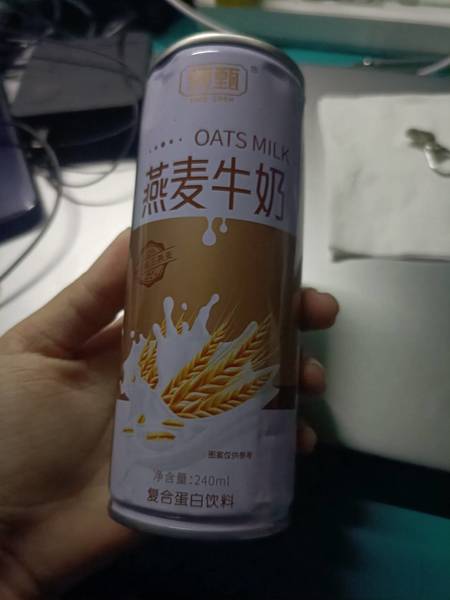 OATS MILK
燕麦牛奶
图案仅供参考
净含量:240ml
复合蛋白饮料